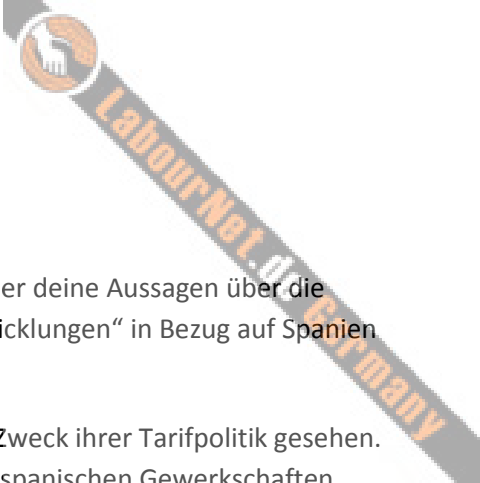 LabourNet.de Germany
er deine Aussagen über die
icklungen“ in Bezug auf Spanien
Zweck ihrer Tarifpolitik gesehen.
spanischen Gewerkschaften